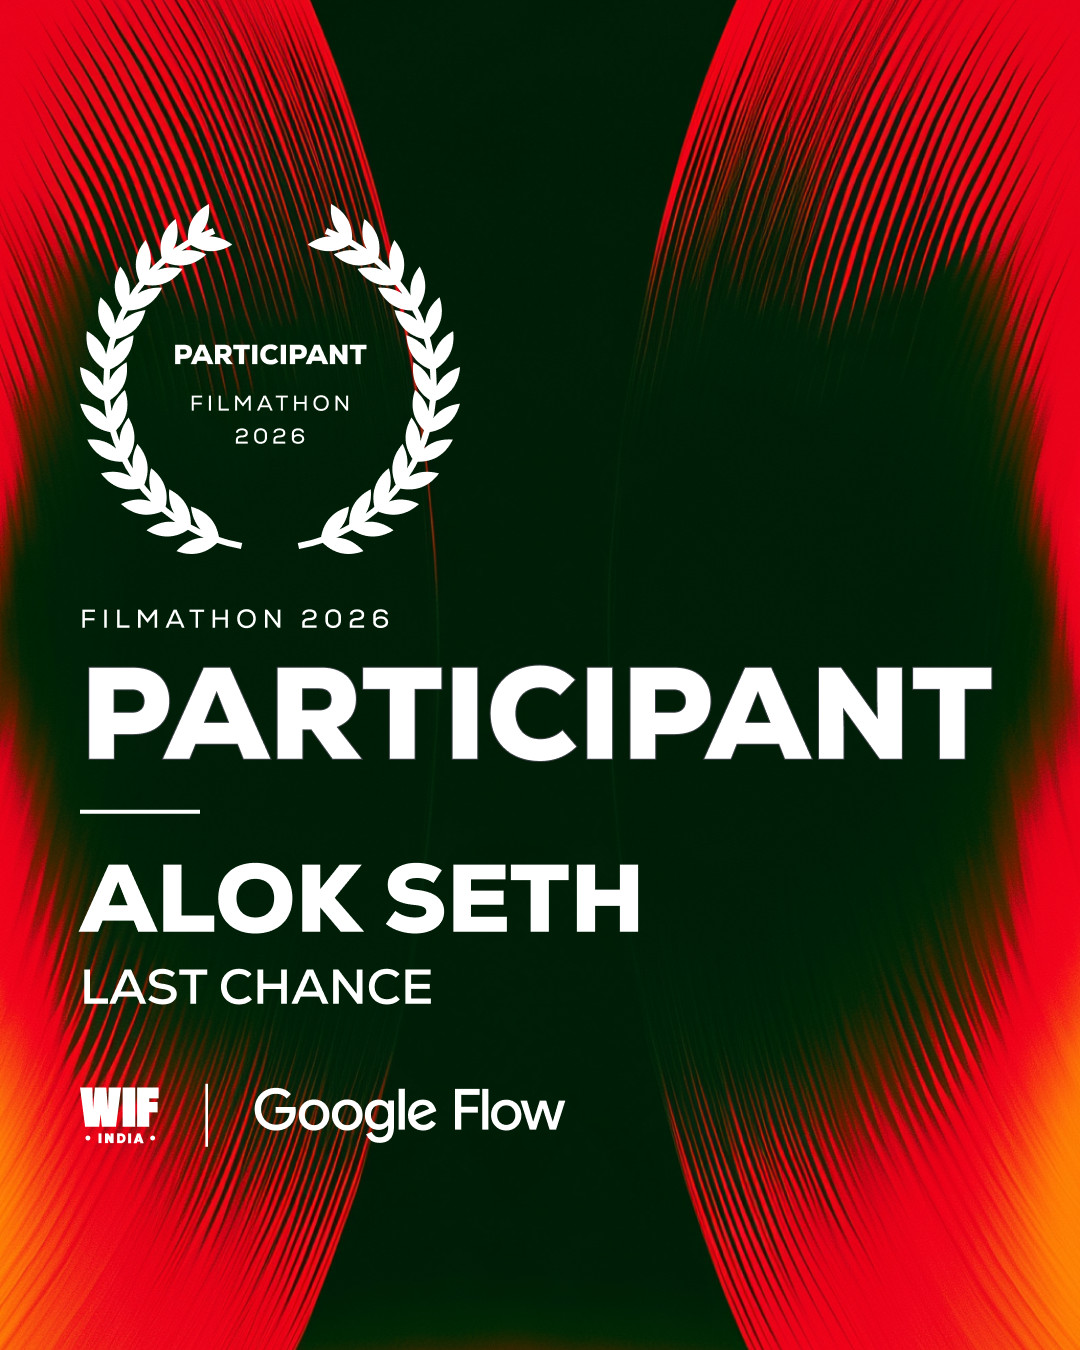 PARTICIPANT
FILMATHON
2026
FILMATHON 2026
PARTICIPANT
ALOK SETH
LAST CHANCE
WIF
• INDIA •
Google Flow